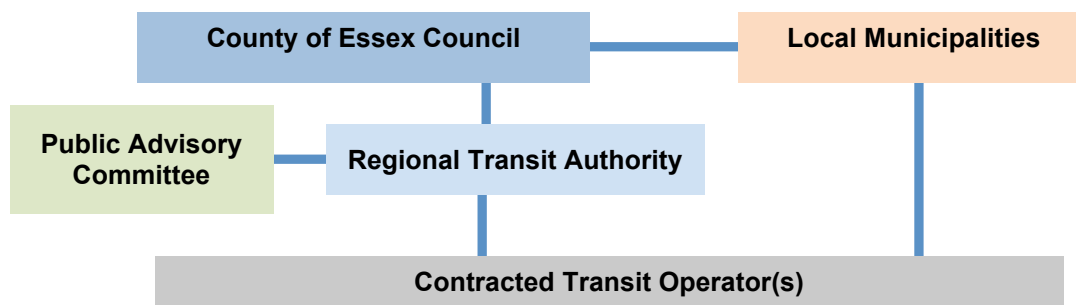 County of Essex Council
Local Municipalities
Public Advisory
Committee
Regional Transit Authority
Contracted Transit Operator(s)